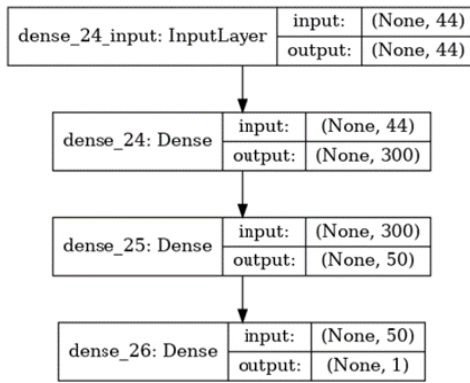 dense_24_input: InputLayer
input: (None, 44)
output: (None, 44)
dense_24: Dense
input: (None, 44)
output: (None, 300)
dense_25: Dense
input: (None, 300)
output: (None, 50)
dense_26: Dense
input: (None, 50)
output: (None, 1)